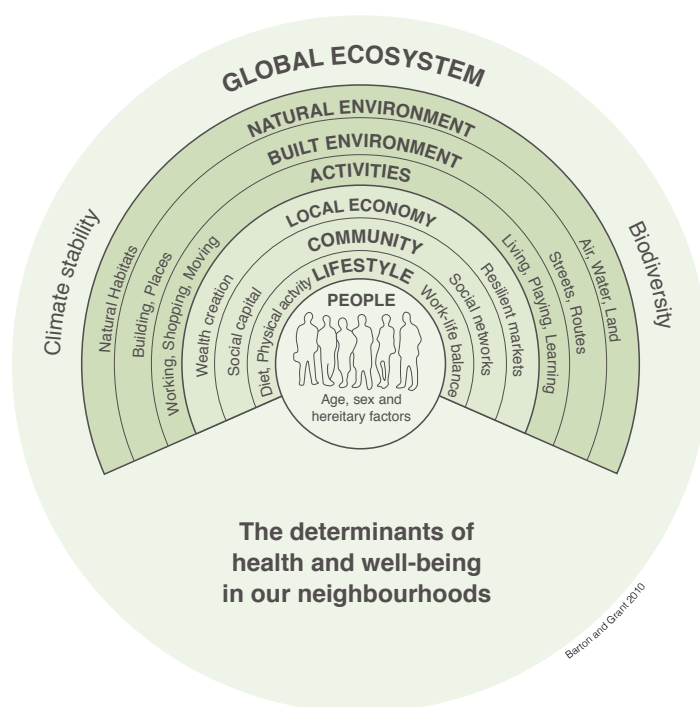 GLOBAL ECOSYSTEM
NATURAL ENVIRONMENT
BUILT ENVIRONMENT
ACTIVITIES
LOCAL ECONOMY
COMMUNITY
LIFESTYLE
PEOPLE
Climate stability
Natural Habitats
Building, Places
Working, Shopping, Moving
Wealth creation
Social capital
Diet, Physical actvity
Work-life balance
Social networks
Resilient markets
Living, Playing, Learning
Streets, Routes
Air, Water, Land
Biodiversity
Age, sex and
hereitary factors
The determinants of
health and well-being
in our neighbourhoods
Barton and Grant 2010